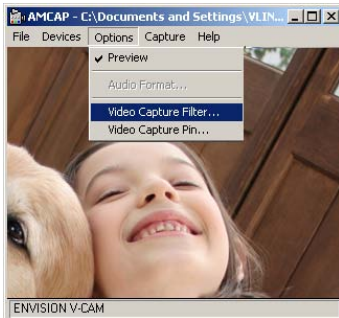 AMCAP - C:\Documents and Settings\VLIN...
File Devices Options Capture Help
Preview
Audio Format...
Video Capture Filter...
Video Capture Pin...
ENVISION V-CAM